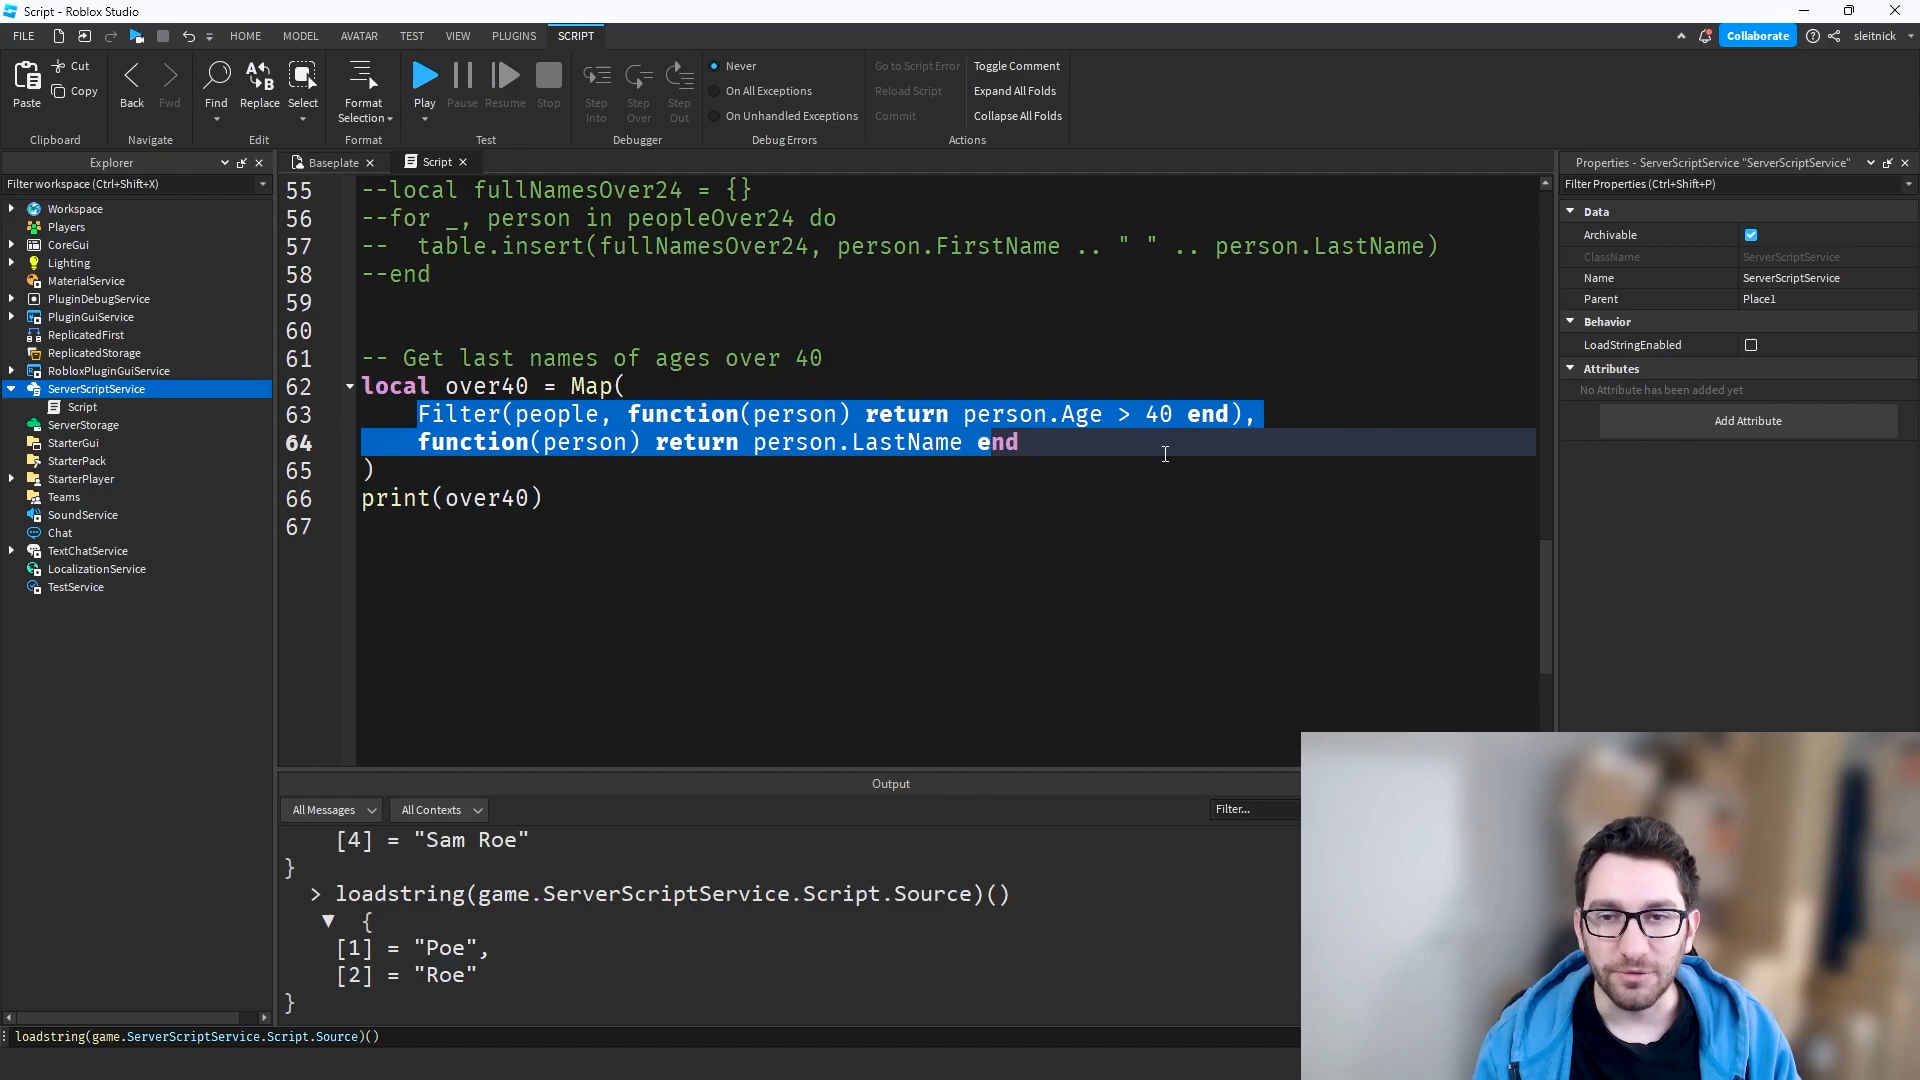 Script - Roblox Studio
FILE HOME MODEL AVATAR TEST VIEW PLUGINS SCRIPT Collaborate sleitnick
Paste Cut Copy Back Fwd Find Replace Select Format Selection Play Pause Resume Stop Step Into Step Over Step Out
Never Go to Script Error Toggle Comment
On All Exceptions Reload Script Expand All Folds
On Unhandled Exceptions Commit Collapse All Folds
Clipboard Navigate Edit Format Test Debugger Debug Errors Actions
Explorer
Filter workspace (Ctrl+Shift+X)
Workspace
Players
CoreGui
Lighting
MaterialService
PluginDebugService
PluginGuiService
ReplicatedFirst
ReplicatedStorage
RobloxPluginGuiService
ServerScriptService
Script
ServerStorage
StarterGui
StarterPack
StarterPlayer
Teams
SoundService
Chat
TextChatService
LocalizationService
TestService
Baseplate Script
55 --local fullNamesOver24 = {}
56 --for _, person in peopleOver24 do
57 --  table.insert(fullNamesOver24, person.FirstName .. " " .. person.LastName)
58 --end
59
60
61 -- Get last names of ages over 40
62 local over40 = Map(
63     Filter(people, function(person) return person.Age > 40 end),
64     function(person) return person.LastName end
65 )
66 print(over40)
67
Output
All Messages All Contexts Filter...
[4] = "Sam Roe"
}
> loadstring(game.ServerScriptService.Script.Source)()
▼ {
[1] = "Poe",
[2] = "Roe"
}
loadstring(game.ServerScriptService.Script.Source)()
Properties - ServerScriptService "ServerScriptService"
Filter Properties (Ctrl+Shift+P)
Data
Archivable
ClassName ServerScriptService
Name ServerScriptService
Parent Place1
Behavior
LoadStringEnabled
Attributes
No Attribute has been added yet
Add Attribute